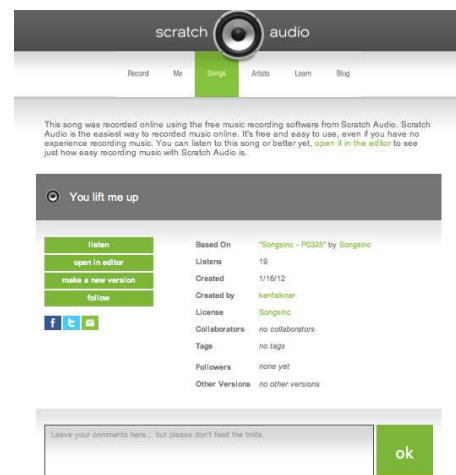 scratch audio
Record Me Songs Artists Learn Blog
This song was recorded online using the free music recording software from Scratch Audio. Scratch
Audio is the easiest way to recorded music online. It's free and easy to use, even if you have no
experience recording music. You can listen to this song or better yet, open it in the editor to see
just how easy recording music with Scratch Audio is.
You lift me up
listen
open in editor
make a new version
follow
Based On "Songsinc - P0325" by Songsinc
Listens 19
Created 1/16/12
Created by kenfalkner
License Songsinc
Collaborators no collaborators
Tags no tags
Followers none yet
Other Versions no other versions
Leave your comments here... but please don't feed the trolls.
ok